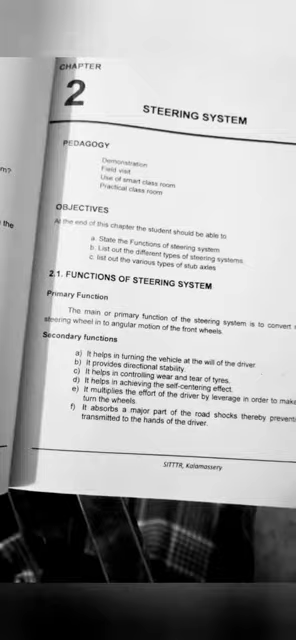 CHAPTER
2
STEERING SYSTEM
PEDAGOGY
Demonstration
Field visit
Use of smart class room
Practical class room
OBJECTIVES
At the end of this chapter the student should be able to
a. State the Functions of steering system
b. List out the different types of steering systems
c. list out the various types of stub axles
2.1. FUNCTIONS OF STEERING SYSTEM
Primary Function
The main or primary function of the steering system is to convert
steering wheel in to angular motion of the front wheels.
Secondary functions
a) It helps in turning the vehicle at the will of the driver
b) It provides directional stability.
c) It helps in controlling wear and tear of tyres.
d) It helps in achieving the self-centering effect.
e) It multiplies the effort of the driver by leverage in order to make
turn the wheels.
f) It absorbs a major part of the road shocks thereby prevent
transmitted to the hands of the driver.
SITTTR, Kalamassery
m?
the